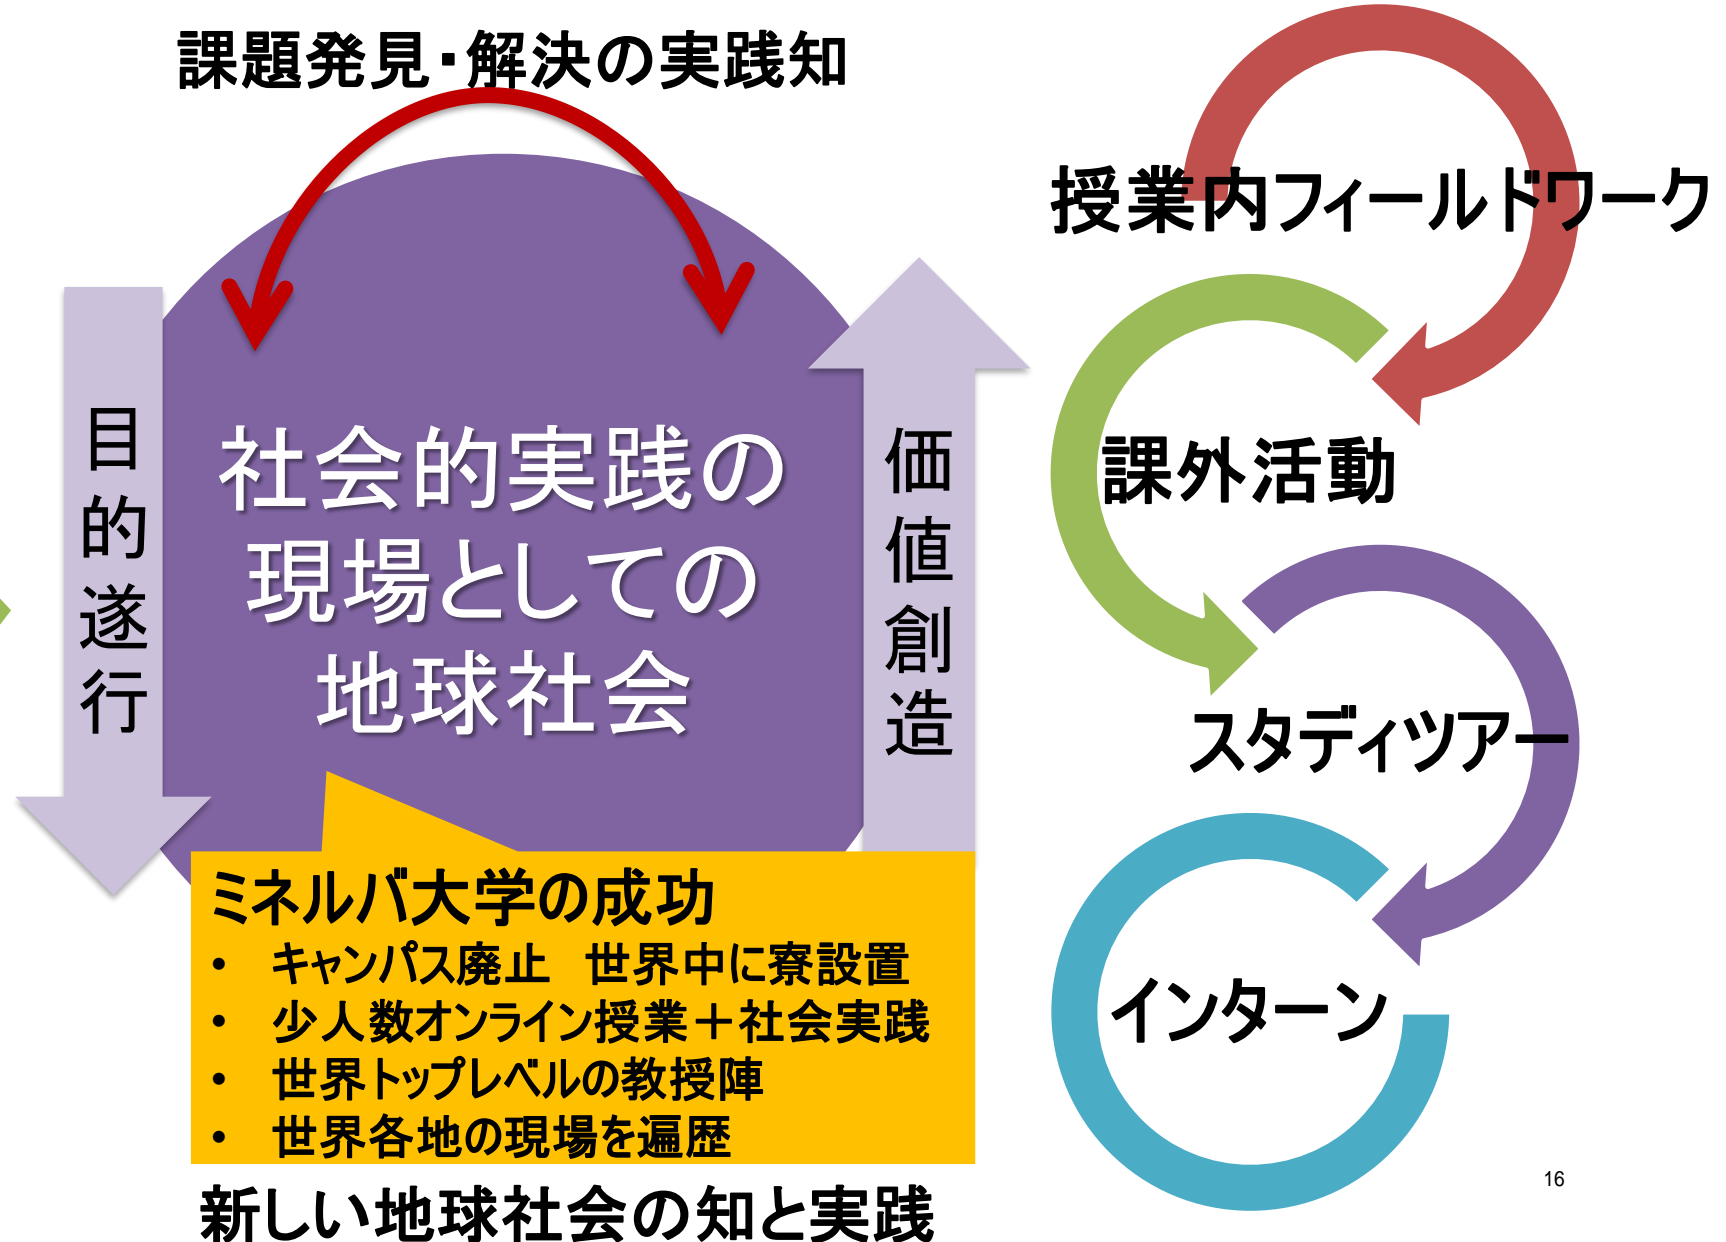 課題発見・解決の実践知
目的遂行
社会的実践の
現場としての
地球社会
価値創造
ミネルバ大学の成功
• キャンパス廃止 世界中に寮設置
• 少人数オンライン授業＋社会実践
• 世界トップレベルの教授陣
• 世界各地の現場を遍歴
新しい地球社会の知と実践
授業内フィールドワーク
課外活動
スタディツアー
インターン
16